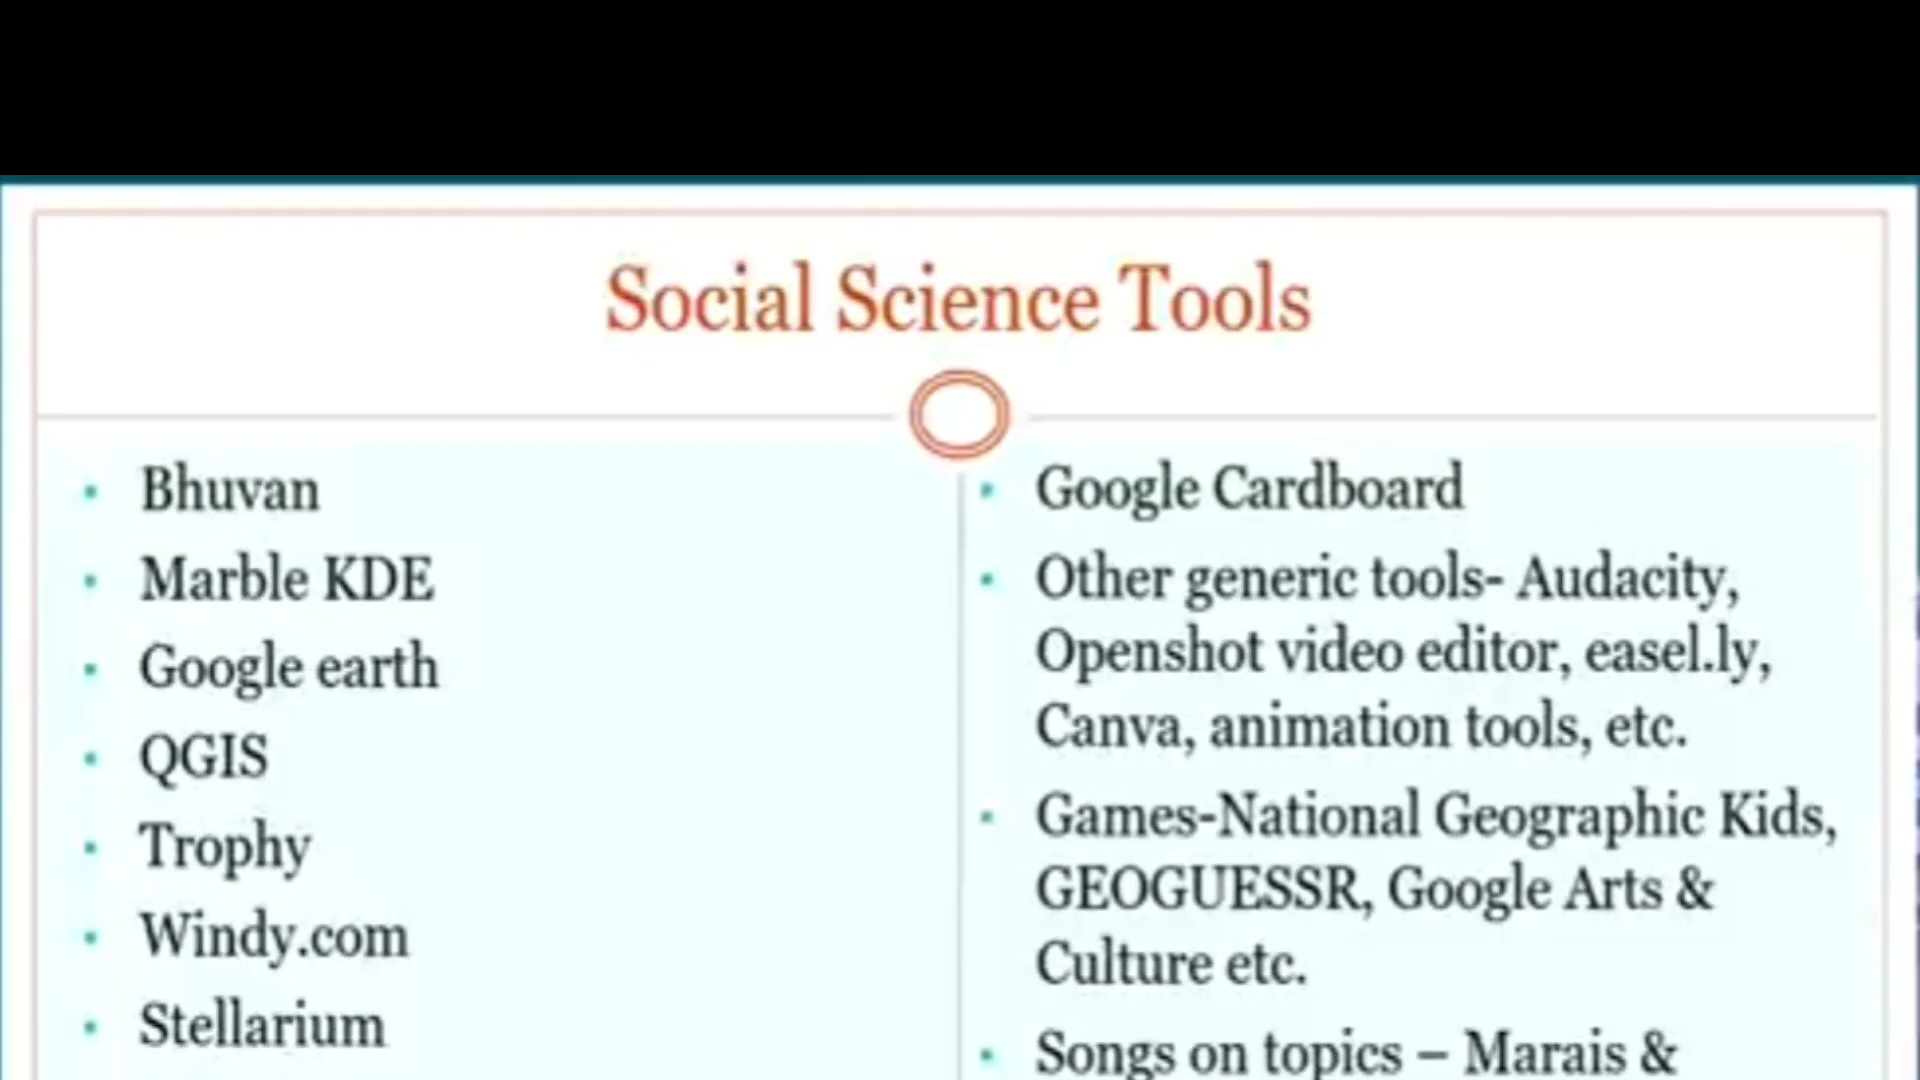 Social Science Tools
Bhuvan
Marble KDE
Google earth
QGIS
Trophy
Windy.com
Stellarium
Google Cardboard
Other generic tools- Audacity,
Openshot video editor, easel.ly,
Canva, animation tools, etc.
Games-National Geographic Kids,
GEOGUESSR, Google Arts &
Culture etc.
Songs on topics – Marais &